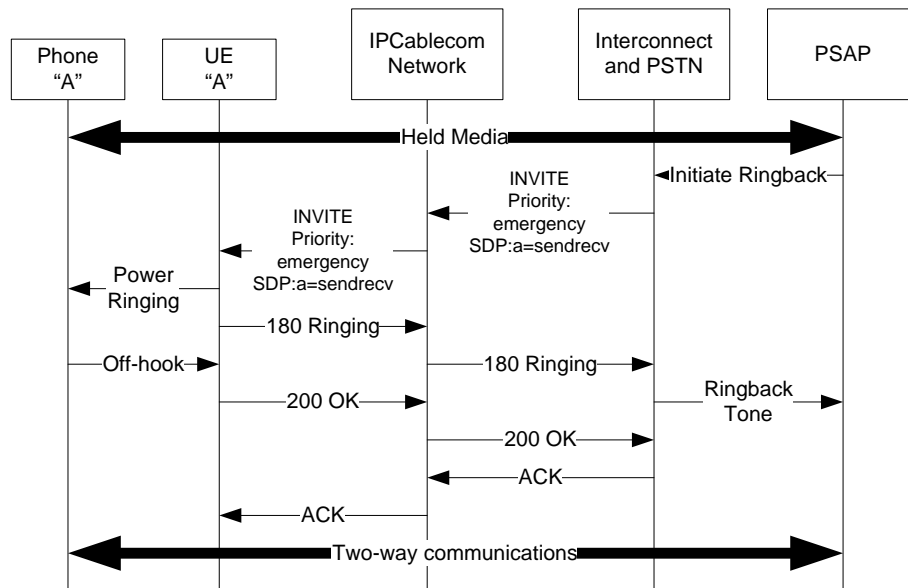 Phone
“A”
UE
“A”
IPCablecom
Network
Interconnect
and PSTN
PSAP
Held Media
Initiate Ringback
INVITE
Priority:
emergency
SDP:a=sendrecv
INVITE
Priority:
emergency
SDP:a=sendrecv
Power
Ringing
180 Ringing
Off-hook
180 Ringing
200 OK
Ringback
Tone
200 OK
ACK
ACK
Two-way communications